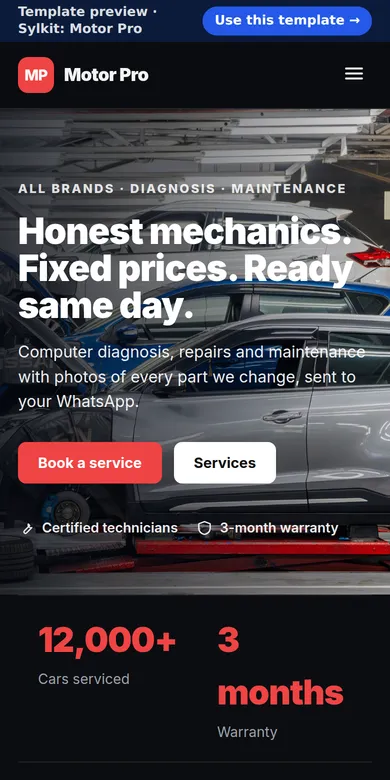 Template preview ·
Sylkit: Motor Pro
Use this template →
MP
Motor Pro
ALL BRANDS · DIAGNOSIS · MAINTENANCE
Honest mechanics.
Fixed prices. Ready
same day.
Computer diagnosis, repairs and maintenance
with photos of every part we change, sent to
your WhatsApp.
Book a service
Services
Certified technicians
3-month warranty
12,000+
Cars serviced
3
months
Warranty